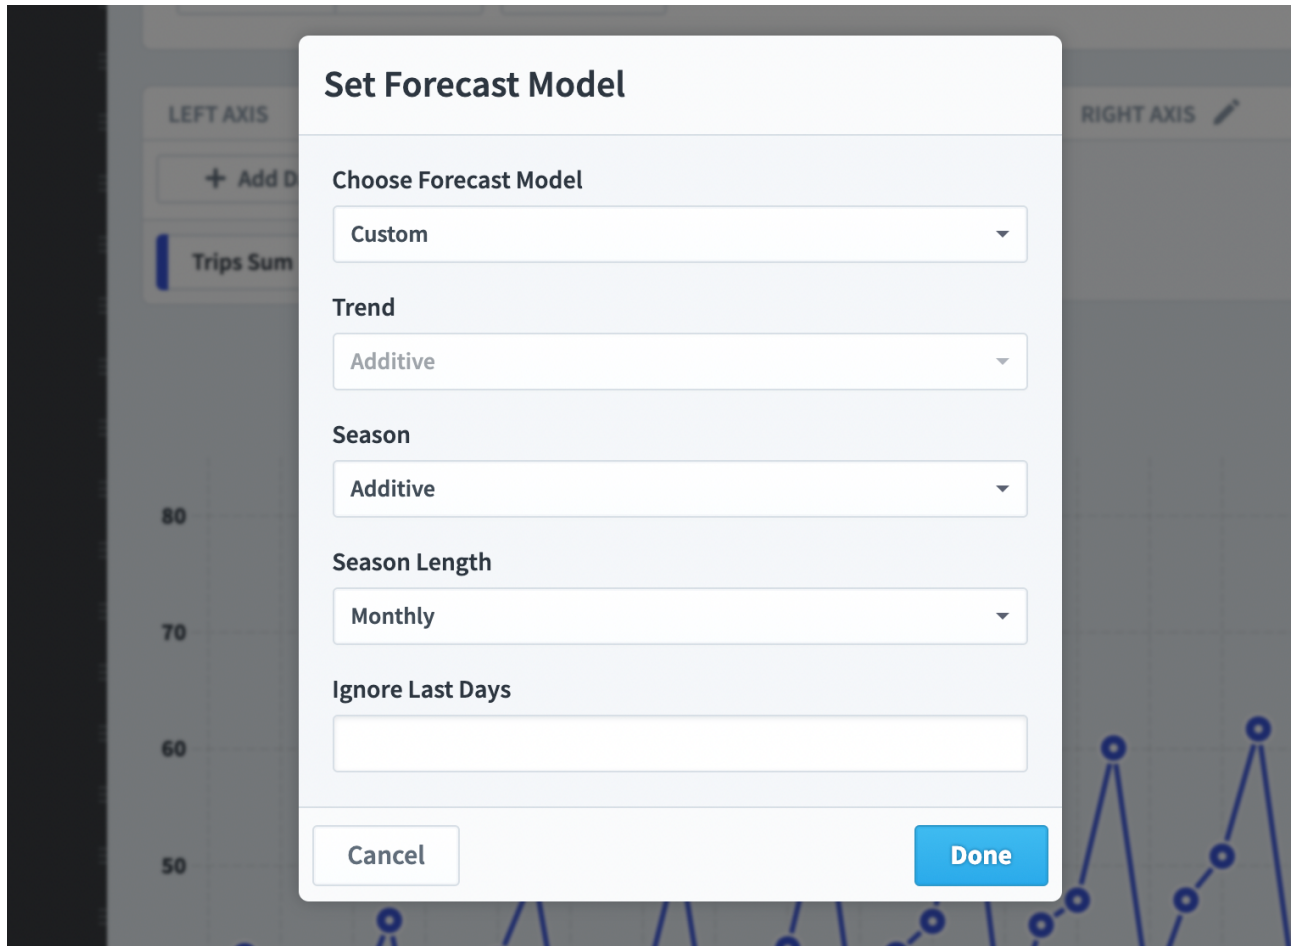 Set Forecast Model
LEFT AXIS
RIGHT AXIS
+ Add
Choose Forecast Model
Custom
Trips Sum
Trend
Additive
Season
Additive
80
Season Length
Monthly
70
Ignore Last Days
60
Cancel
Done
50